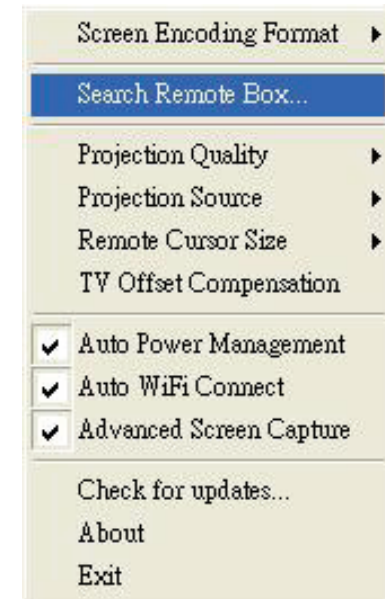 Screen Encoding Format
Search Remote Box...
Projection Quality
Projection Source
Remote Cursor Size
TV Offset Compensation
Auto Power Management
Auto WiFi Connect
Advanced Screen Capture
Check for updates...
About
Exit